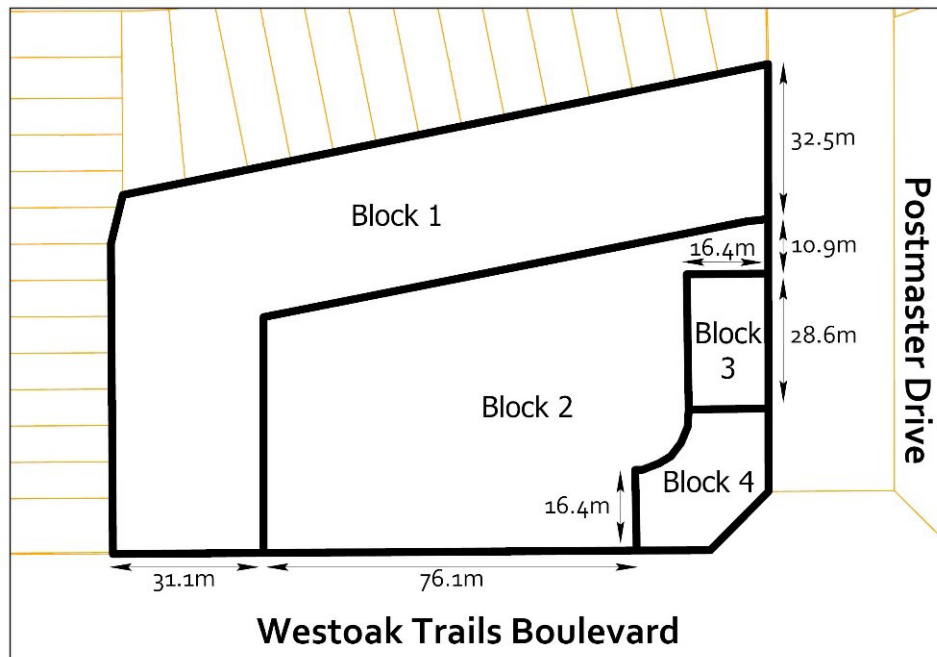 32.5m
Block 1
Postmaster Drive
16.4m
10.9m
Block
3
28.6m
Block 2
Block 4
16.4m
31.1m
76.1m
Westoak Trails Boulevard